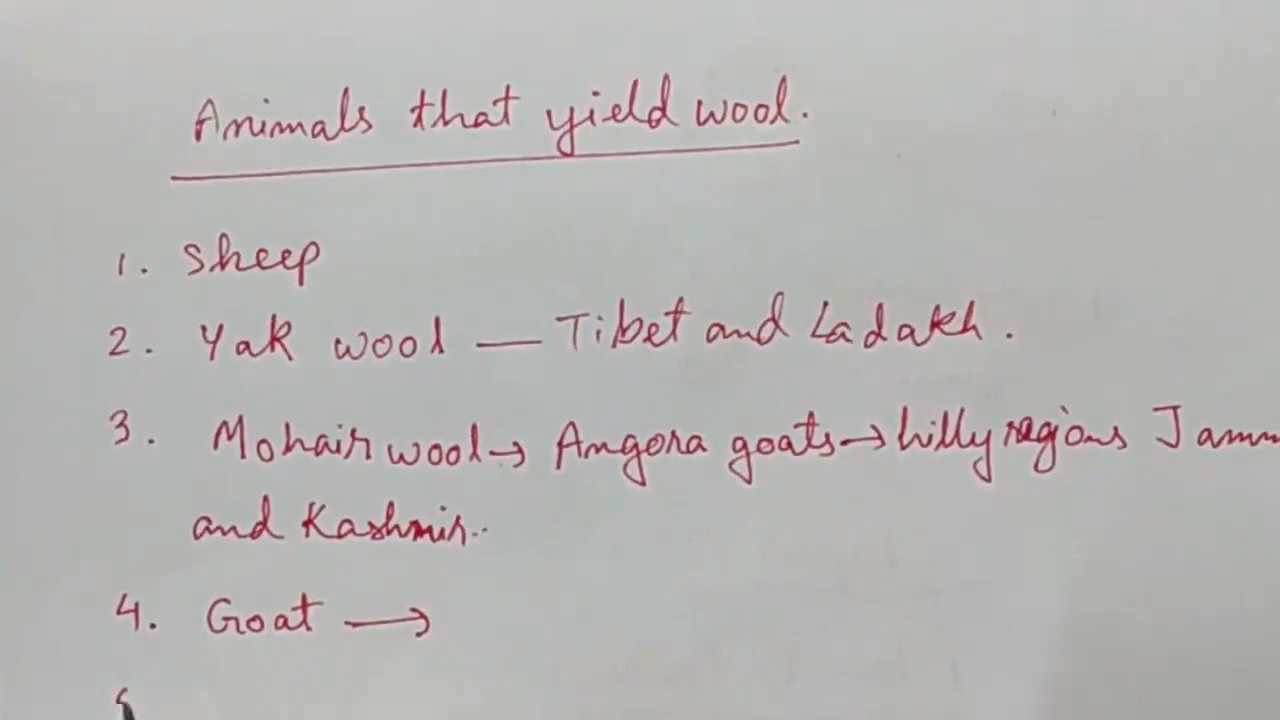 Animals that yield wool.
1. Sheep
2. Yak wool — Tibet and Ladakh.
3. Mohair wool → Angora goats → hilly regions Jamm
and Kashmir..
4. Goat →